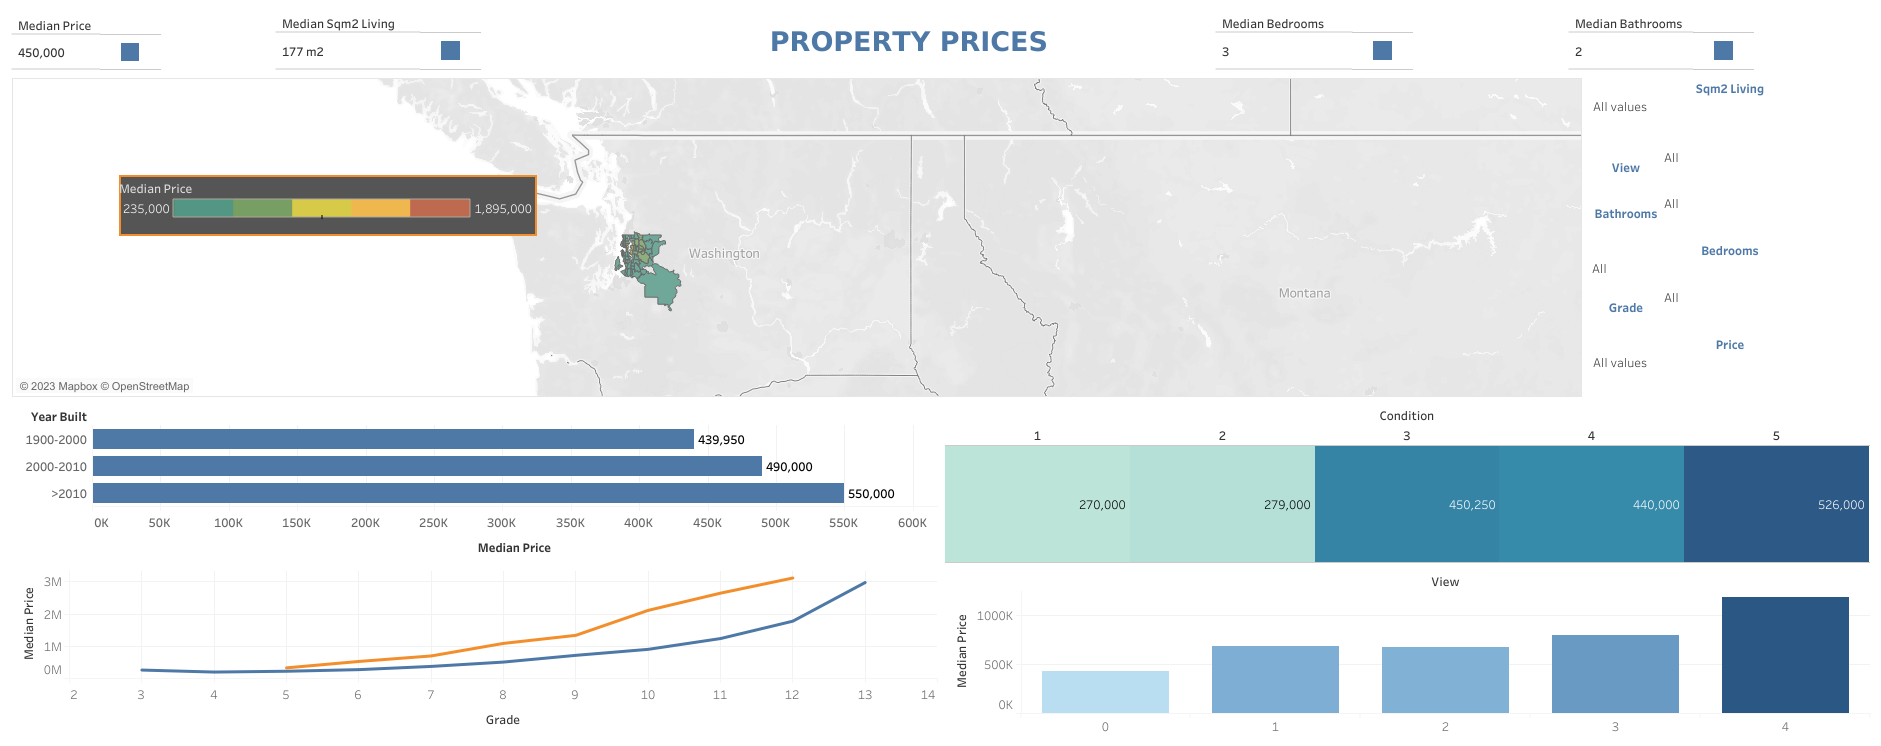 Median Price
450,000
Median Sqm2 Living
177 m2
PROPERTY PRICES
Median Bedrooms
3
Median Bathrooms
2
Median Price
235,000 1,895,000
Washington
Montana
© 2023 Mapbox © OpenStreetMap
Sqm2 Living
All values
View
All
Bathrooms
All
Bedrooms
All
Grade
All
Price
All values
Year Built
1900-2000 439,950
2000-2010 490,000
>2010 550,000
0K 50K 100K 150K 200K 250K 300K 350K 400K 450K 500K 550K 600K
Median Price
Condition
1 2 3 4 5
270,000 279,000 450,250 440,000 526,000
Median Price
3M
2M
1M
0M
2 3 4 5 6 7 8 9 10 11 12 13 14
Grade
View
Median Price
1000K
500K
0K
0 1 2 3 4